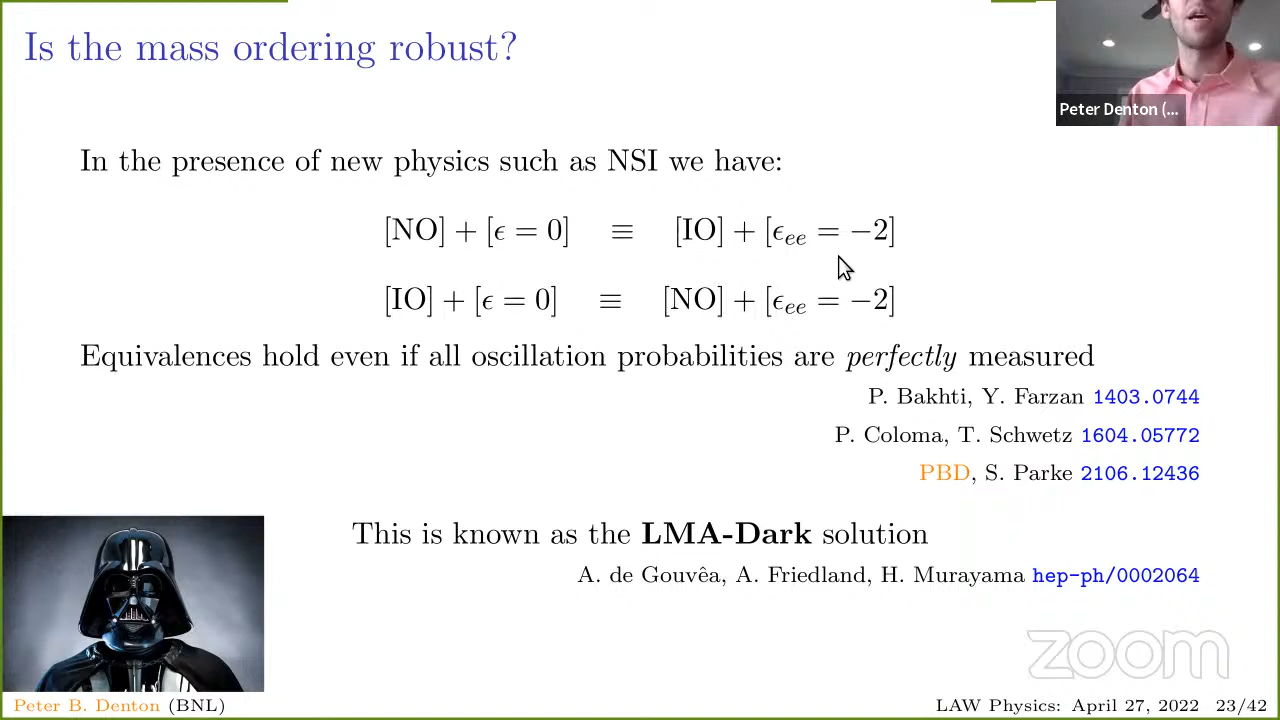 Is the mass ordering robust?
Peter Denton (...
In the presence of new physics such as NSI we have:
[NO] + [ϵ = 0] ≡ [IO] + [ϵₑₑ = −2]
[IO] + [ϵ = 0] ≡ [NO] + [ϵₑₑ = −2]
Equivalences hold even if all oscillation probabilities are perfectly measured
P. Bakhti, Y. Farzan 1403.0744
P. Coloma, T. Schwetz 1604.05772
PBD, S. Parke 2106.12436
This is known as the LMA-Dark solution
A. de Gouvêa, A. Friedland, H. Murayama hep-ph/0002064
zoom
Peter B. Denton (BNL)
LAW Physics: April 27, 2022 23/42